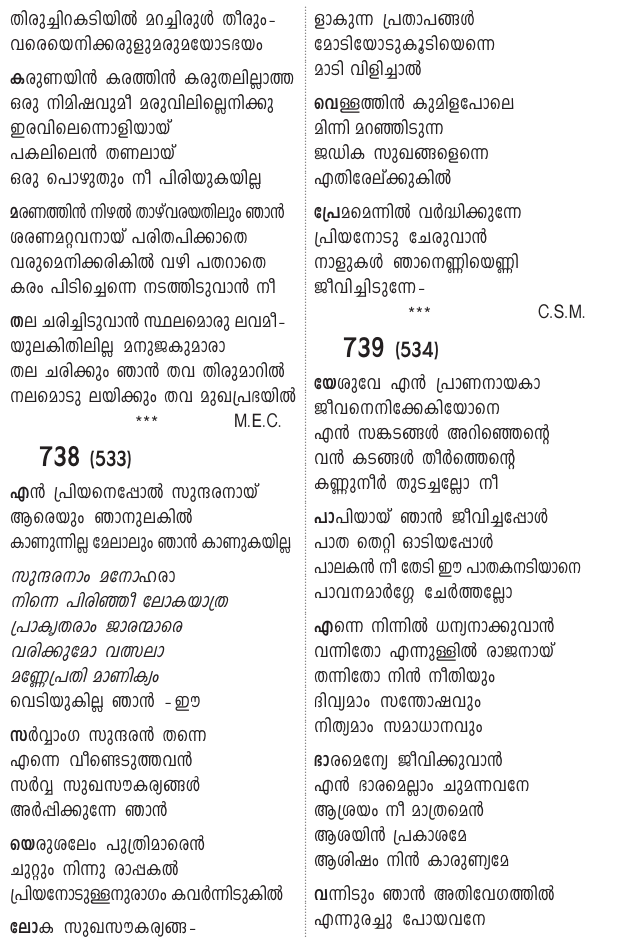 തിരുച്ചിറകടിയിൽ മറച്ചിരുൾ തീരും-
വരെയെനിക്കരുളുമരുമയോടഭയം
കരുണയിൻ കരത്തിൻ കരുതലില്ലാത്ത
ഒരു നിമിഷവുമീ മരുവിലില്ലെനിക്കു
ഇരവിലെന്നൊളിയായ്
പകലിലെൻ തണലായ്
ഒരു പൊഴുതും നീ പിരിയുകയില്ല
മരണത്തിൻ നിഴൽ താഴ്‌വരയതിലും ഞാൻ
ശരണമറ്റവനായ് പരിതപിക്കാതെ
വരുമെനിക്കരികിൽ വഴി പതറാതെ
കരം പിടിച്ചെന്നെ നടത്തിടുവാൻ നീ
തല ചരിച്ചിടുവാൻ സ്ഥലമൊരു ലവമീ-
യുലകിതിലില്ല മനുജകുമാരാ
തല ചരിക്കും ഞാൻ തവ തിരുമാറിൽ
നലമൊടു ലയിക്കും തവ മുഖപ്രഭയിൽ
*** M.E.C.
738 (533)
എൻ പ്രിയനെപ്പോൽ സുന്ദരനായ്
ആരെയും ഞാനുലകിൽ
കാണുന്നില്ല മേലാലും ഞാൻ കാണുകയില്ല
സുന്ദരനാം മനോഹരാ
നിന്നെ പിരിഞ്ഞീ ലോകയാത്ര
പ്രാകൃതരാം ജാരന്മാരെ
വരിക്കുമോ വത്സലാ
മണ്ണേപ്രതി മാണിക്യം
വെടിയുകില്ല ഞാൻ -ഈ
സർവ്വാംഗ സുന്ദരൻ തന്നെ
എന്നെ വീണ്ടെടുത്തവൻ
സർവ്വ സുഖസൗകര്യങ്ങൾ
അർപ്പിക്കുന്നേ ഞാൻ
യെരുശലേം പുത്രിമാരെൻ
ചുറ്റും നിന്നു രാപ്പകൽ
പ്രിയനോടുള്ളനുരാഗം കവർന്നിടുകിൽ
ലോക സുഖസൗകര്യങ്ങ-
ളാകുന്ന പ്രതാപങ്ങൾ
മോടിയോടുകൂടിയെന്നെ
മാടി വിളിച്ചാൽ
വെള്ളത്തിൻ കുമിളപോലെ
മിന്നി മറഞ്ഞിടുന്ന
ജഡിക സുഖങ്ങളെന്നെ
എതിരേല്ക്കുകിൽ
പ്രേമമെന്നിൽ വർദ്ധിക്കുന്നേ
പ്രിയനോടു ചേരുവാൻ
നാളുകൾ ഞാനെണ്ണിയെണ്ണി
ജീവിച്ചിടുന്നേ-
*** C.S.M.
739 (534)
യേശുവേ എൻ പ്രാണനായകാ
ജീവനെനിക്കേകിയോനെ
എൻ സങ്കടങ്ങൾ അറിഞ്ഞെന്റെ
വൻ കടങ്ങൾ തീർത്തെന്റെ
കണ്ണുനീർ തുടച്ചല്ലോ നീ
പാപിയായ് ഞാൻ ജീവിച്ചപ്പോൾ
പാത തെറ്റി ഓടിയപ്പോൾ
പാലകൻ നീ തേടി ഈ പാതകനടിയാനെ
പാവനമാർഗ്ഗേ ചേർത്തല്ലോ
എന്നെ നിന്നിൽ ധന്യനാക്കുവാൻ
വന്നിതോ എന്നുള്ളിൽ രാജനായ്
തന്നിതോ നിൻ നീതിയും
ദിവ്യമാം സന്തോഷവും
നിത്യമാം സമാധാനവും
ഭാരമെന്യേ ജീവിക്കുവാൻ
എൻ ഭാരമെല്ലാം ചുമന്നവനേ
ആശ്രയം നീ മാത്രമെൻ
ആശയിൻ പ്രകാശമേ
ആശിഷം നിൻ കാരുണ്യമേ
വന്നിടും ഞാൻ അതിവേഗത്തിൽ
എന്നുരച്ചു പോയവനേ